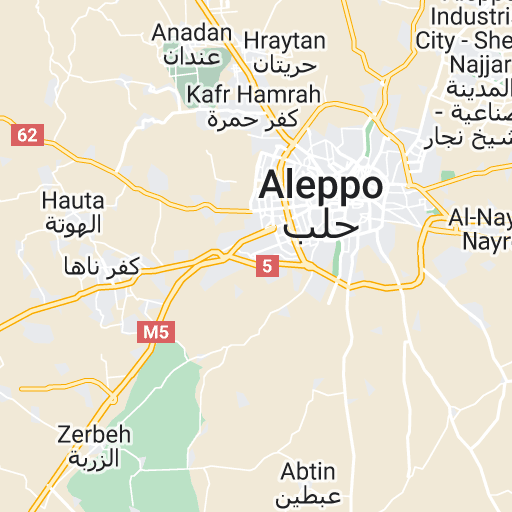 Anadan
عندان
Hraytan
حريتان
Industri
City - She
Najjar
المدينة
صناعية -
شيخ نجار
Kafr Hamrah
كفر حمرة
62
Aleppo
حلب
Hauta
الهوتة
Al-Nay
Nayr
كفر ناها
5
M5
Zerbeh
الزربة
Abtin
عبطين